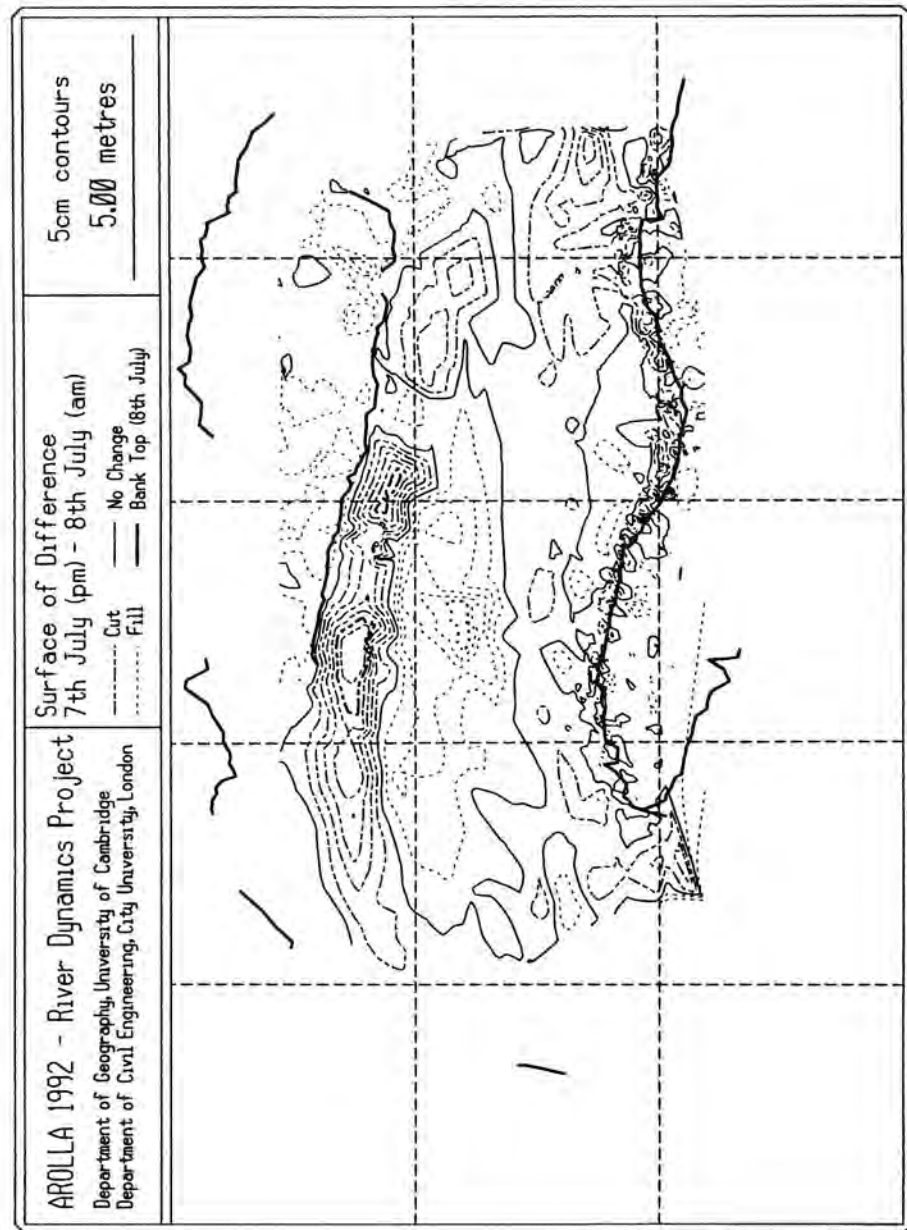 AROLLA 1992 - River Dynamics Project
Department of Geography, University of Cambridge
Department of Civil Engineering, City University, London
Surface of Difference
7th July (pm) - 8th July (am)
Cut
Fill
No Change
Bank Top (8th July)
5cm contours
5.00 metres